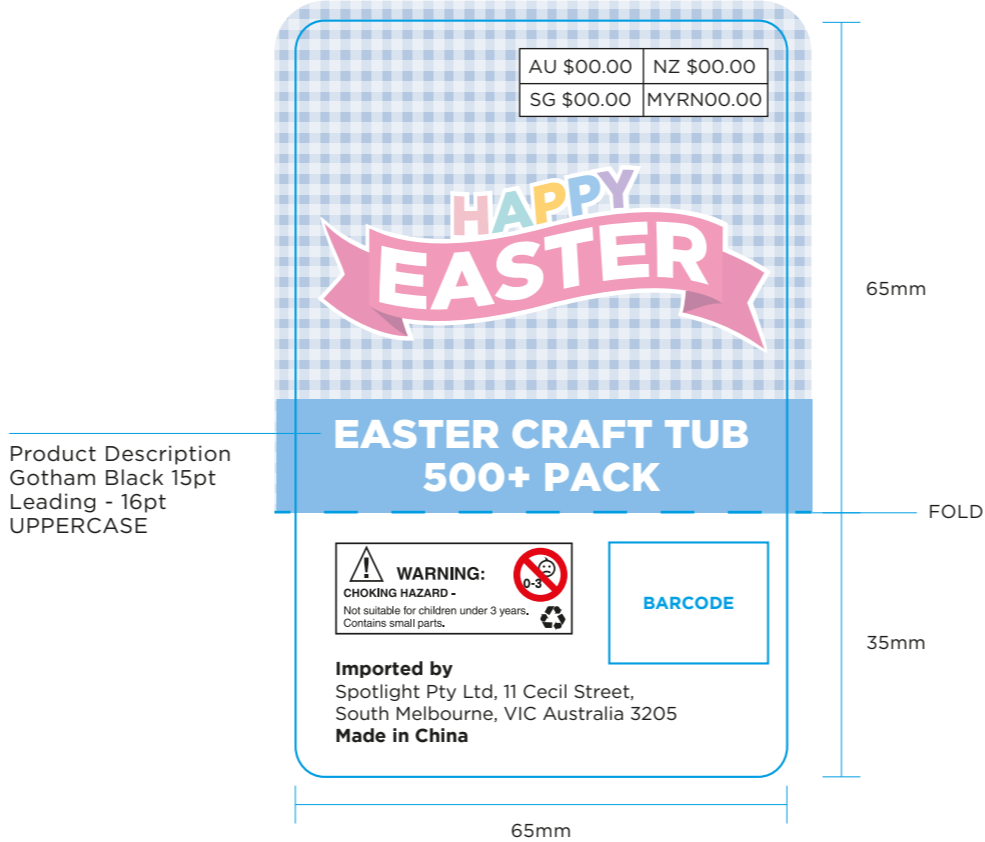 AU $00.00 NZ $00.00
SG $00.00 MYRN00.00
HAPPY
EASTER
65mm
EASTER CRAFT TUB
500+ PACK
Product Description
Gotham Black 15pt
Leading - 16pt
UPPERCASE
FOLD
WARNING:
CHOKING HAZARD -
Not suitable for children under 3 years.
Contains small parts.
0-3
BARCODE
35mm
Imported by
Spotlight Pty Ltd, 11 Cecil Street,
South Melbourne, VIC Australia 3205
Made in China
65mm